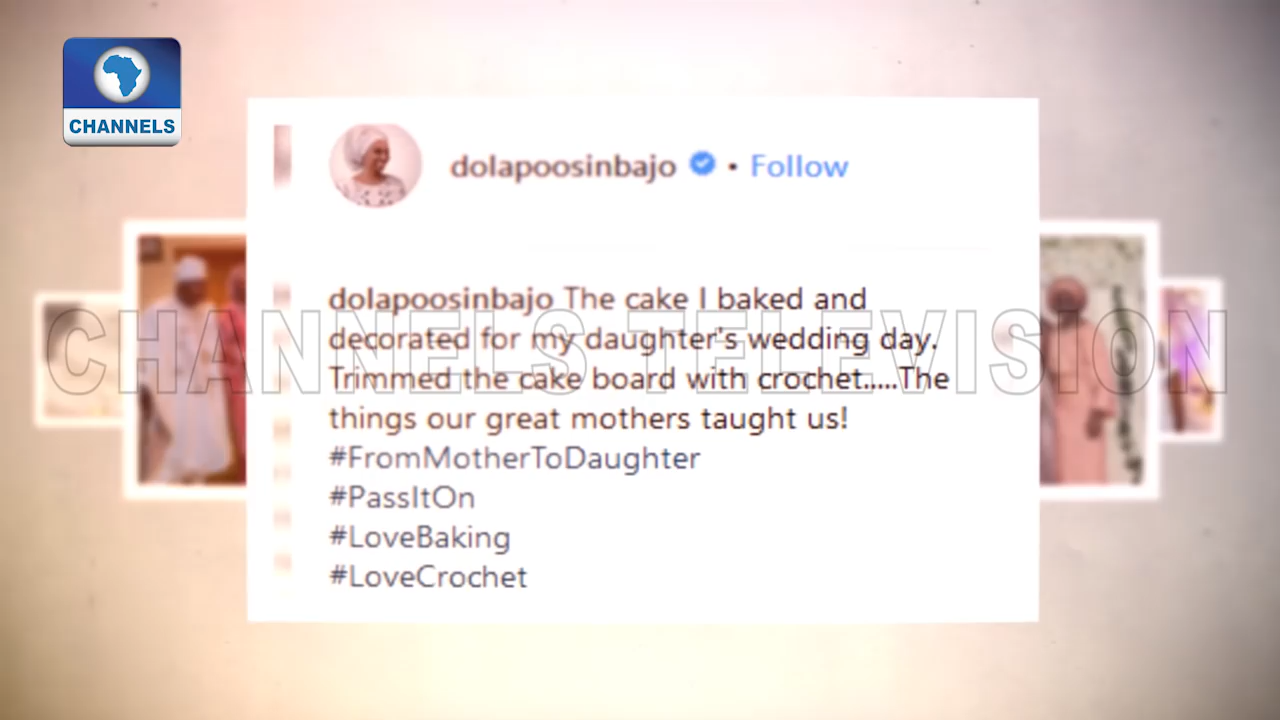 CHANNELS
dolapoosinbajo • Follow
dolapoosinbajo The cake I baked and
decorated for my daughter's wedding day.
Trimmed the cake board with crochet.....The
things our great mothers taught us!
#FromMotherToDaughter
#PassItOn
#LoveBaking
#LoveCrochet
CHANNELS TELEVISION